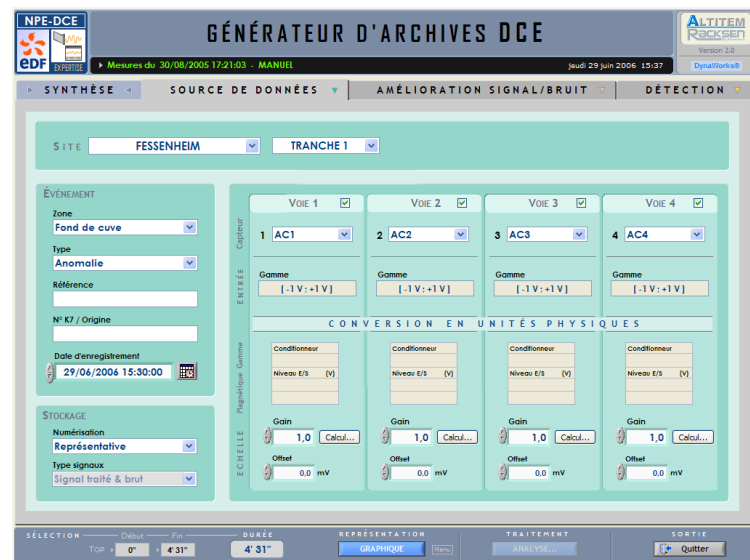 NPE-DCE
EDF
EXPERTISE
GÉNÉRATEUR D'ARCHIVES DCE
Mesures du 30/08/2005 17:21:03 - MANUEL
jeudi 29 juin 2006 15:37
ALTITEM
RACKSEN
Version 2.0
DynaWorks®
SYNTHÈSE
SOURCE DE DONNÉES
AMÉLIORATION SIGNAL/BRUIT
DÉTECTION
SITE
FESSENHEIM
TRANCHE 1
ÉVÉNEMENT
Zone
Fond de cuve
Type
Anomalie
Référence
N° K7 / Origine
Date d'enregistrement
29/06/2006 15:30:00
STOCKAGE
Numérisation
Représentative
Type signaux
Signal traité & brut
VOIE 1 VOIE 2 VOIE 3 VOIE 4
Capteur
1 AC1 2 AC2 3 AC3 4 AC4
ENTRÉE
Gamme Gamme Gamme Gamme
[ -1 V ; +1 V ] [ -1 V ; +1 V ] [ -1 V ; +1 V ] [ -1 V ; +1 V ]
CONVERSION EN UNITÉS PHYSIQUES
Magnétique Gamme
Conditionneur Conditionneur Conditionneur Conditionneur
Niveau E/S (V) Niveau E/S (V) Niveau E/S (V) Niveau E/S (V)
ECHELLE
Gain Gain Gain Gain
1,0 Calcul... 1,0 Calcul... 1,0 Calcul... 1,0 Calcul...
Offset Offset Offset Offset
0,0 mV 0,0 mV 0,0 mV 0,0 mV
SÉLECTION Début Fin DURÉE REPRÉSENTATION TRAITEMENT SORTIE
TOP 0" 4' 31" 4' 31" GRAPHIQUE Menu ANALYSE... Quitter